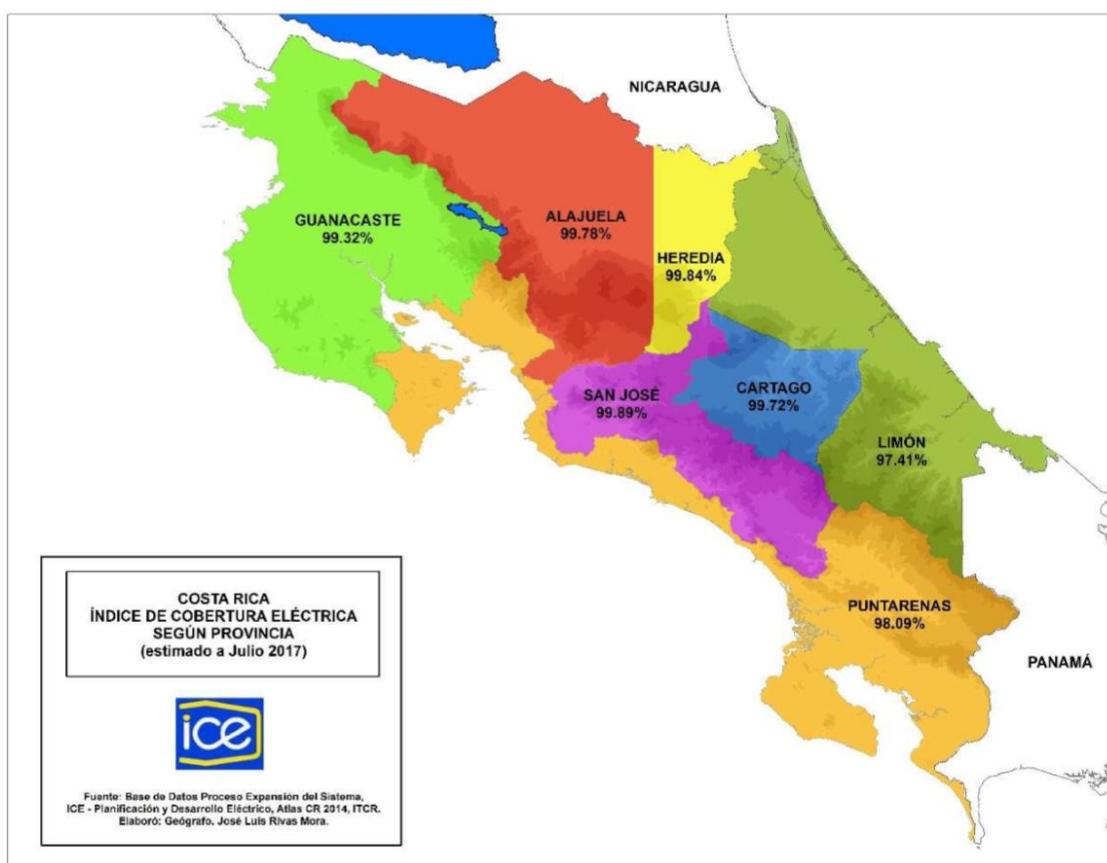 NICARAGUA
GUANACASTE
99.32%
ALAJUELA
99.78%
HEREDIA
99.84%
SAN JOSÉ
99.89%
CARTAGO
99.72%
LIMÓN
97.41%
PUNTARENAS
98.09%
PANAMÁ
COSTA RICA
ÍNDICE DE COBERTURA ELÉCTRICA
SEGÚN PROVINCIA
(estimado a Julio 2017)
ice
Fuente: Base de Datos Proceso Expansión del Sistema,
ICE - Planificación y Desarrollo Eléctrico, Atlas CR 2014, ITCR.
Elaboró: Geógrafo. José Luis Rivas Mora.